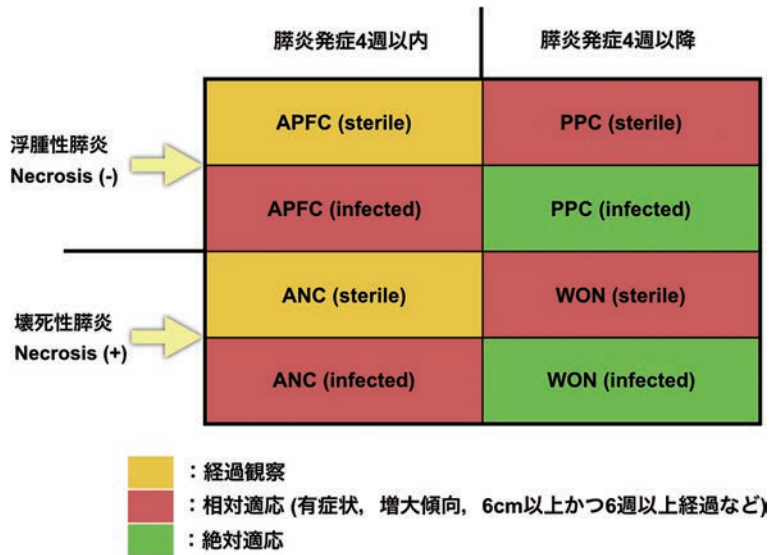 膵炎発症4週以内 膵炎発症4週以降
浮腫性膵炎
Necrosis (-)
APFC (sterile) PPC (sterile)
APFC (infected) PPC (infected)
壊死性膵炎
Necrosis (+)
ANC (sterile) WON (sterile)
ANC (infected) WON (infected)
：経過観察
：相対適応 (有症状，増大傾向，6cm以上かつ6週以上経過など)
：絶対適応